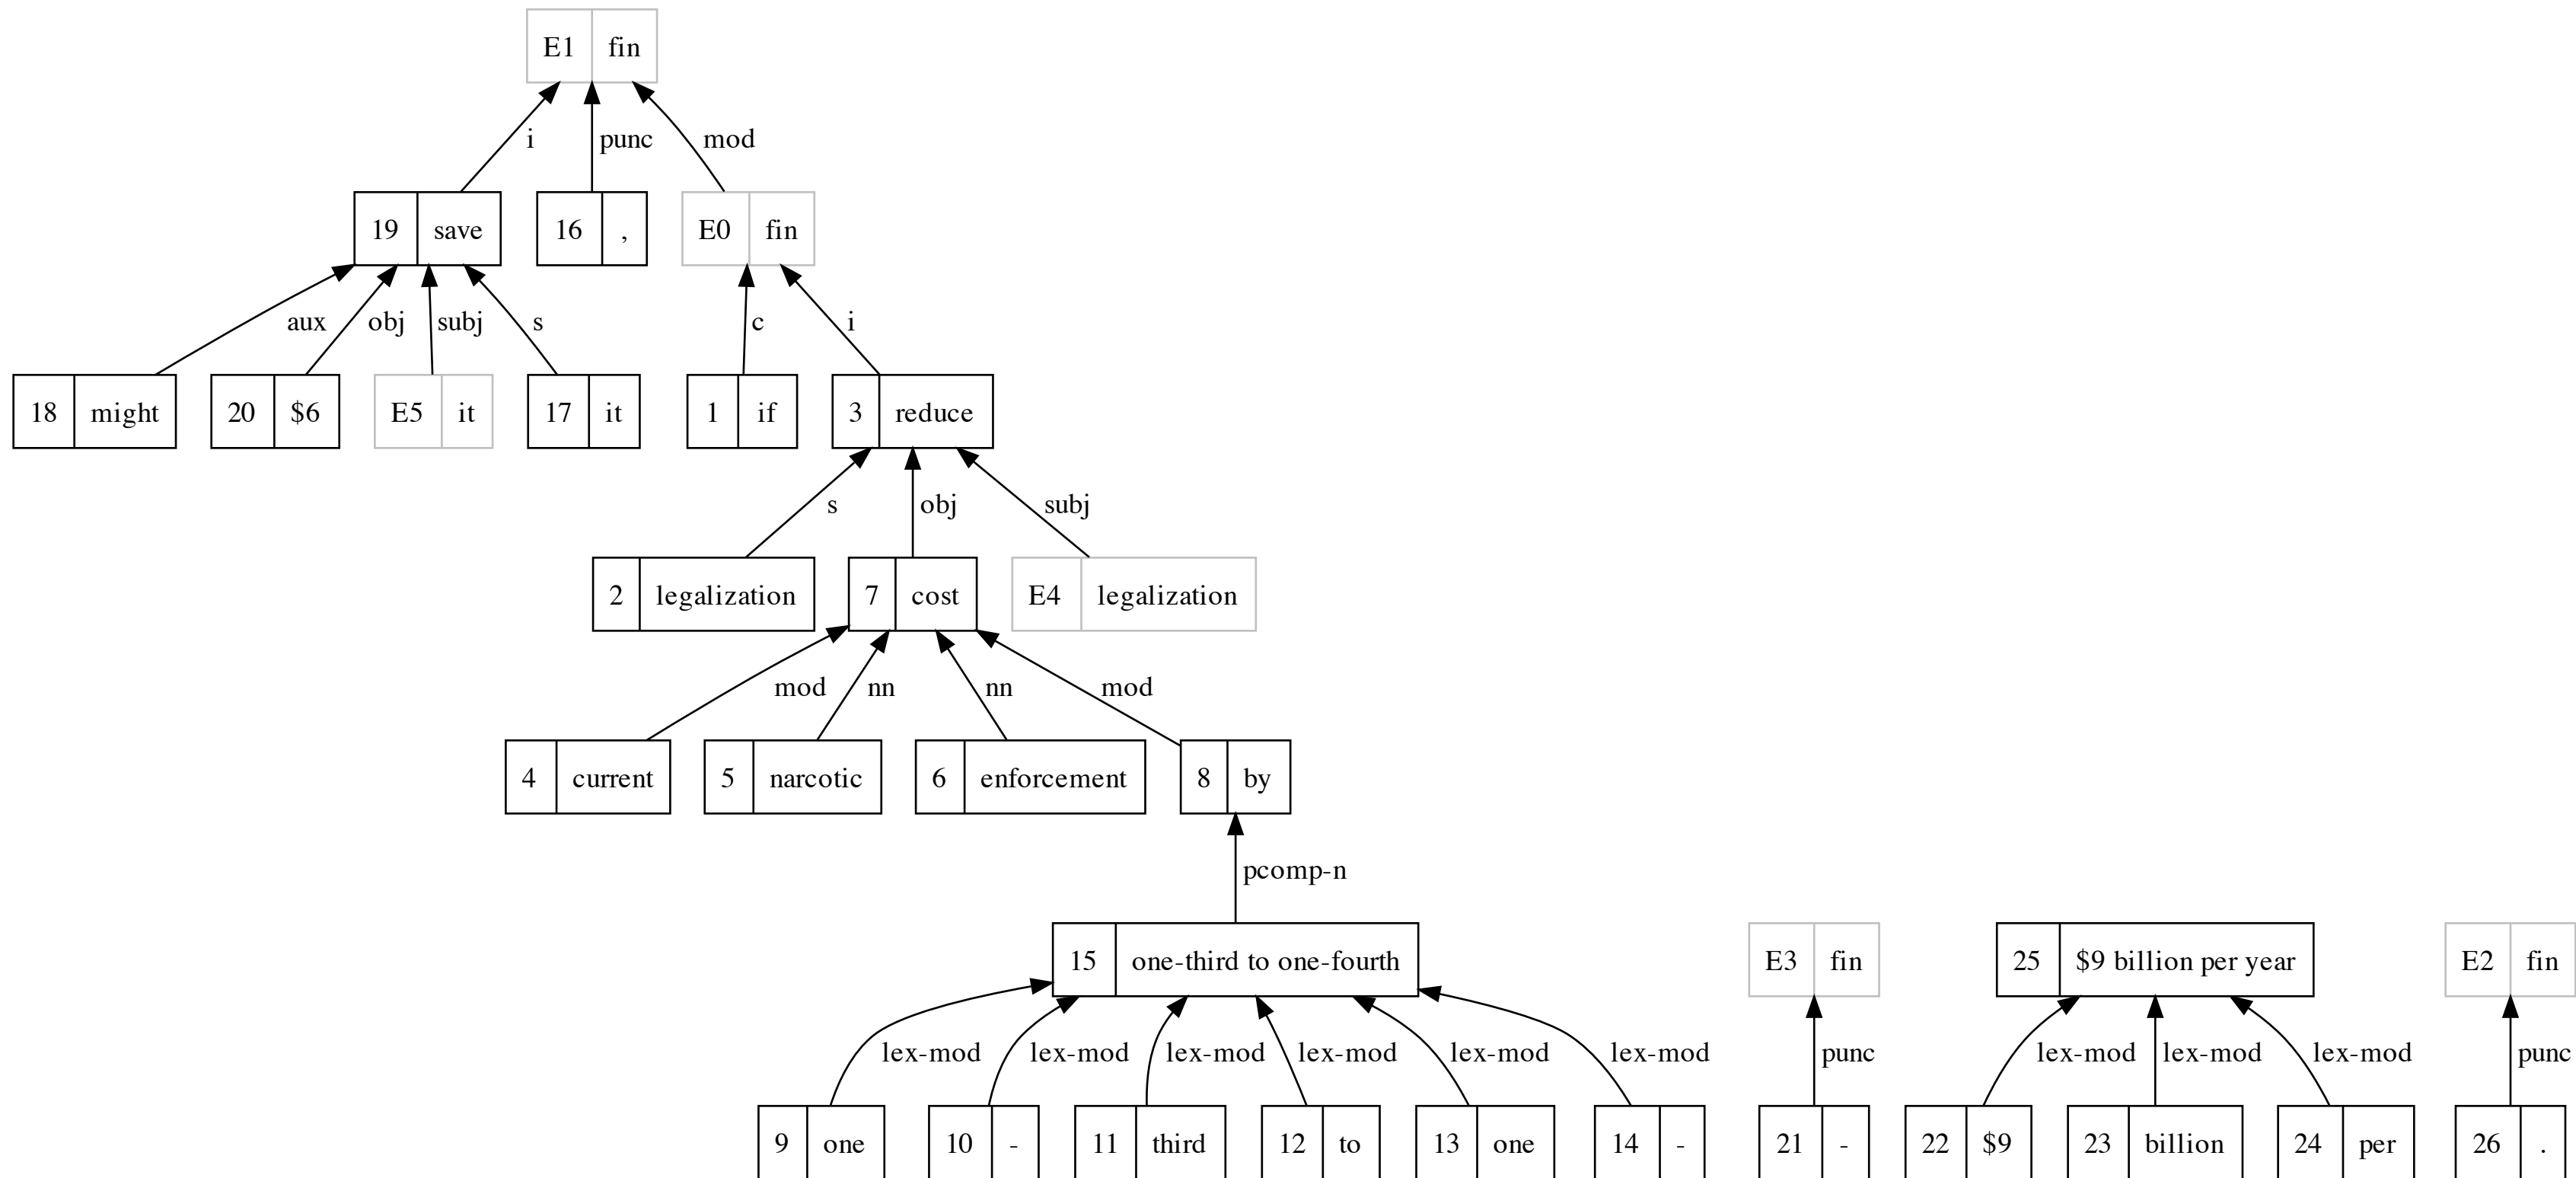 E1 fin
i punc mod
19 save 16 , E0 fin
aux obj subj s c i
18 might 20 $6 E5 it 17 it 1 if 3 reduce
s obj subj
2 legalization 7 cost E4 legalization
mod nn nn mod
4 current 5 narcotic 6 enforcement 8 by
pcomp-n
15 one-third to one-fourth E3 fin 25 $9 billion per year E2 fin
lex-mod lex-mod lex-mod lex-mod lex-mod lex-mod punc lex-mod lex-mod lex-mod punc
9 one 10 - 11 third 12 to 13 one 14 - 21 - 22 $9 23 billion 24 per 26 .